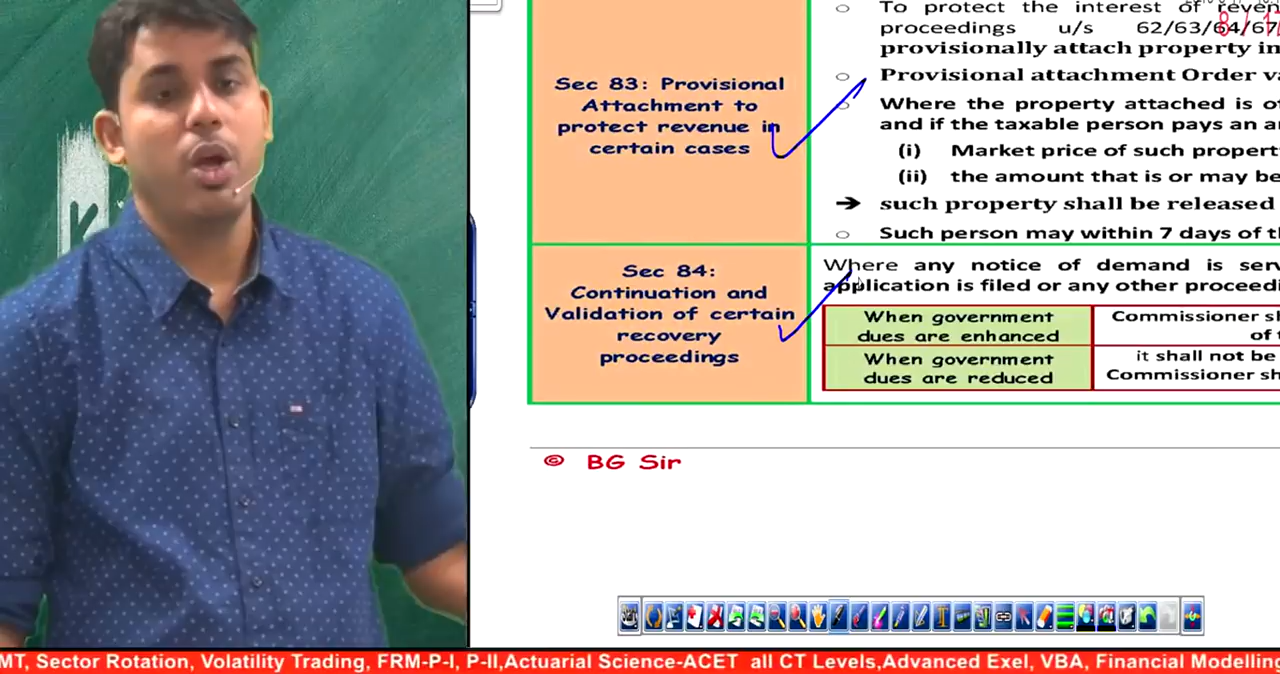 To protect the interest of reven
proceedings u/s 62/63/64/67
provisionally attach property in
Sec 83: Provisional
Attachment to
protect revenue in
certain cases
Provisional attachment Order va
Where the property attached is of
and if the taxable person pays an a
(i) Market price of such propert
(ii) the amount that is or may be
➔ such property shall be released
Such person may within 7 days of th
Sec 84:
Continuation and
Validation of certain
recovery
proceedings
Where any notice of demand is serv
application is filed or any other proceedi
When government
dues are enhanced
Commissioner sh
of t
When government
dues are reduced
it shall not be
Commissioner sh
© BG Sir
MT, Sector Rotation, Volatility Trading, FRM-P-I, P-II,Actuarial Science-ACET all CT Levels,Advanced Exel, VBA, Financial Modelling